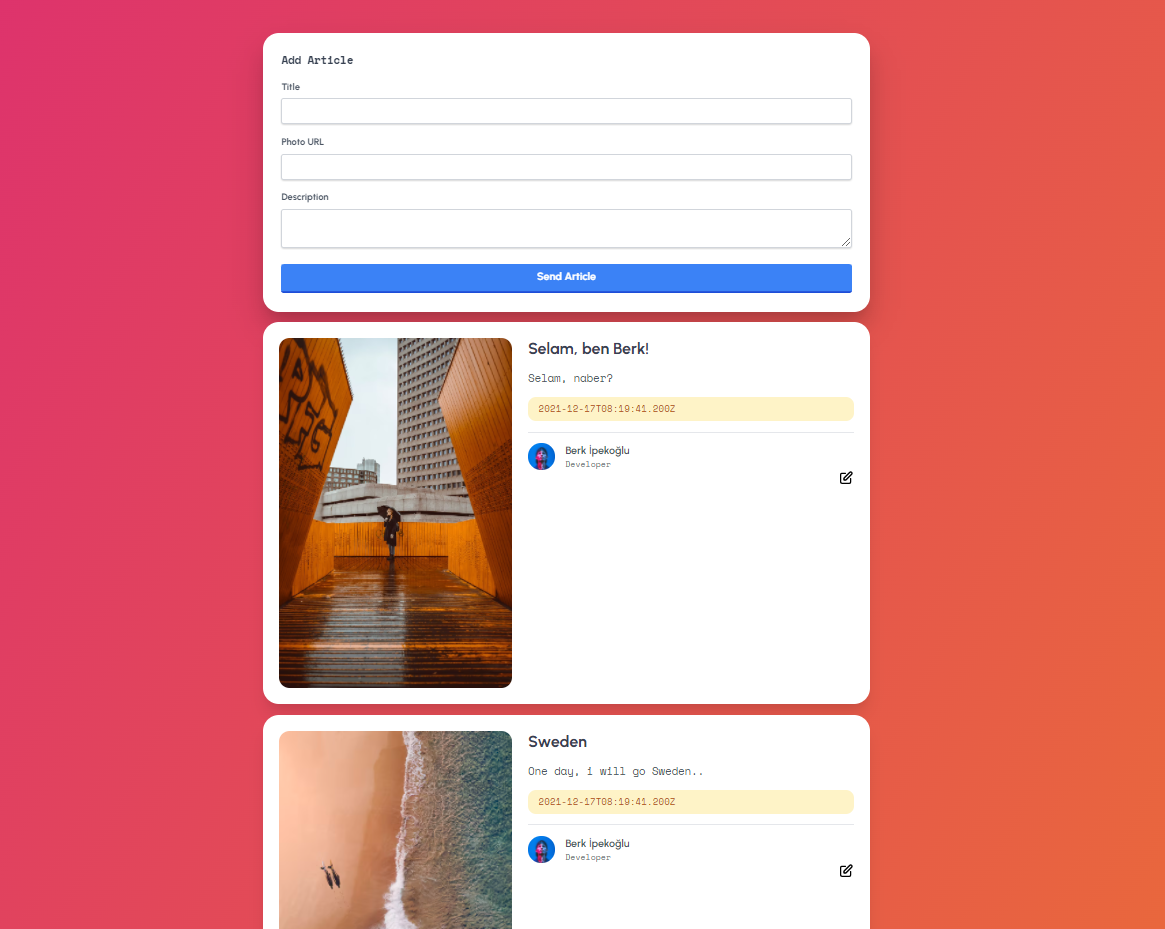 Add Article
Title
Photo URL
Description
Send Article
Selam, ben Berk!
Selam, naber?
2021-12-17T08:19:41.200Z
Berk İpekoğlu
Developer
Sweden
One day, i will go Sweden..
2021-12-17T08:19:41.200Z
Berk İpekoğlu
Developer